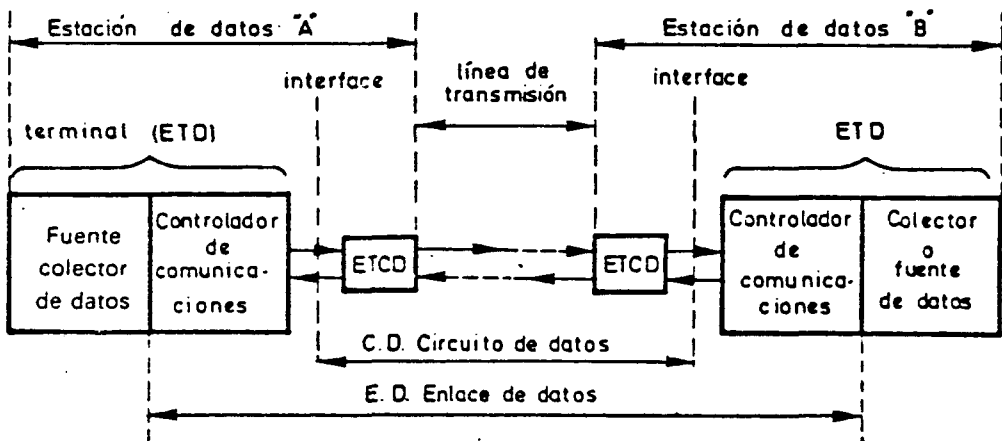 Estación de datos "A"
Estación de datos "B"
interface
línea de
transmisión
interface
terminal (ETD)
ETD
Fuente
colector
de datos
Controlador
de
comunica-
ciones
ETCD
ETCD
Controlador
de
comunica-
ciones
Colector
o
fuente
de datos
C.D. Circuito de datos
E.D. Enlace de datos